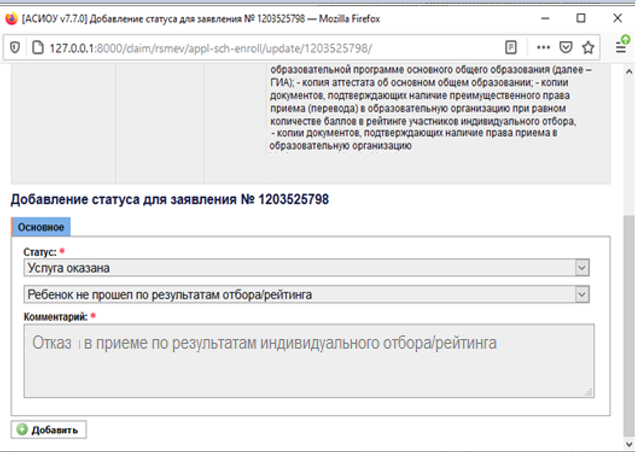 [АСИОУ v7.7.0] Добавление статуса для заявления № 1203525798 — Mozilla Firefox
127.0.0.1:8000/claim/rsmev/appl-sch-enroll/update/1203525798/
образовательной программе основного общего образования (далее –
ГИА); - копия аттестата об основном общем образовании; - копии
документов, подтверждающих наличие преимущественного права
приема (перевода) в образовательную организацию при равном
количестве баллов в рейтинге участников индивидуального отбора,
- копии документов, подтверждающих наличие права приема в
образовательную организацию
Добавление статуса для заявления № 1203525798
Основное
Статус: *
Услуга оказана
Ребенок не прошел по результатам отбора/рейтинга
Комментарий: *
Отказ в приеме по результатам индивидуального отбора/рейтинга
Добавить